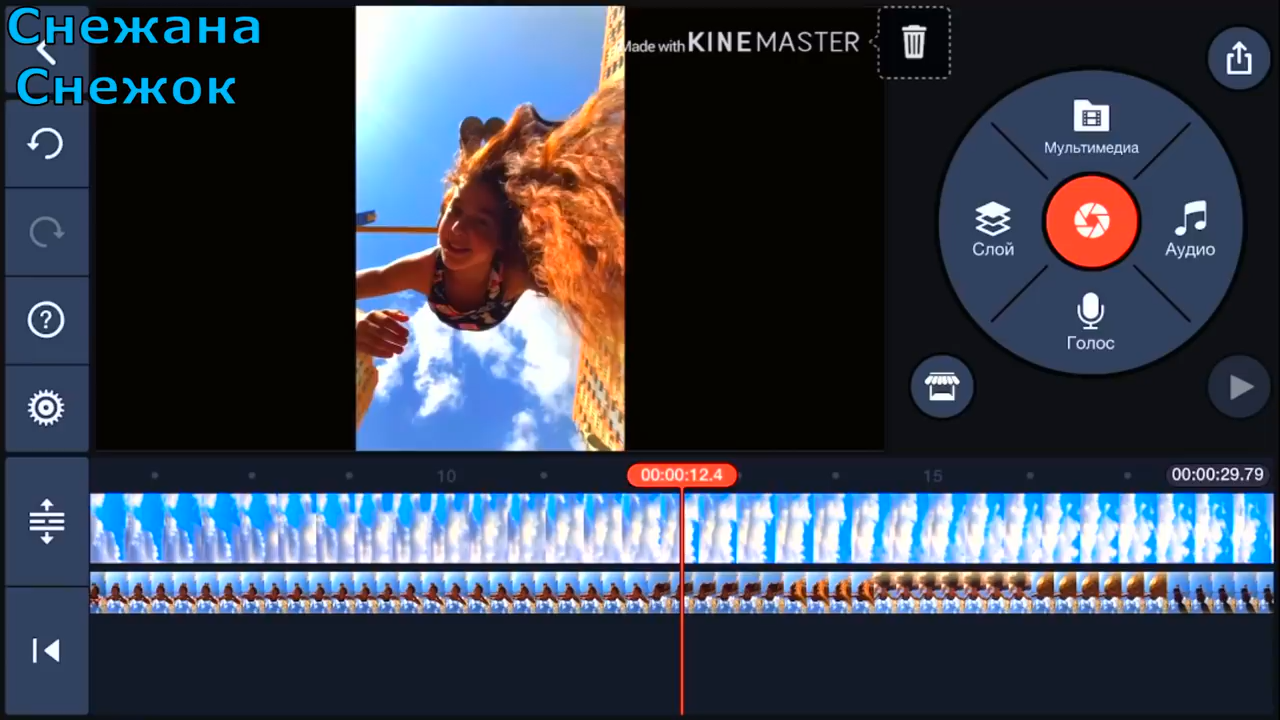 Снежана
Снежок
Made with KINEMASTER
Мультимедиа
Слой
Аудио
Голос
10
00:00:12.4
15
00:00:29.79